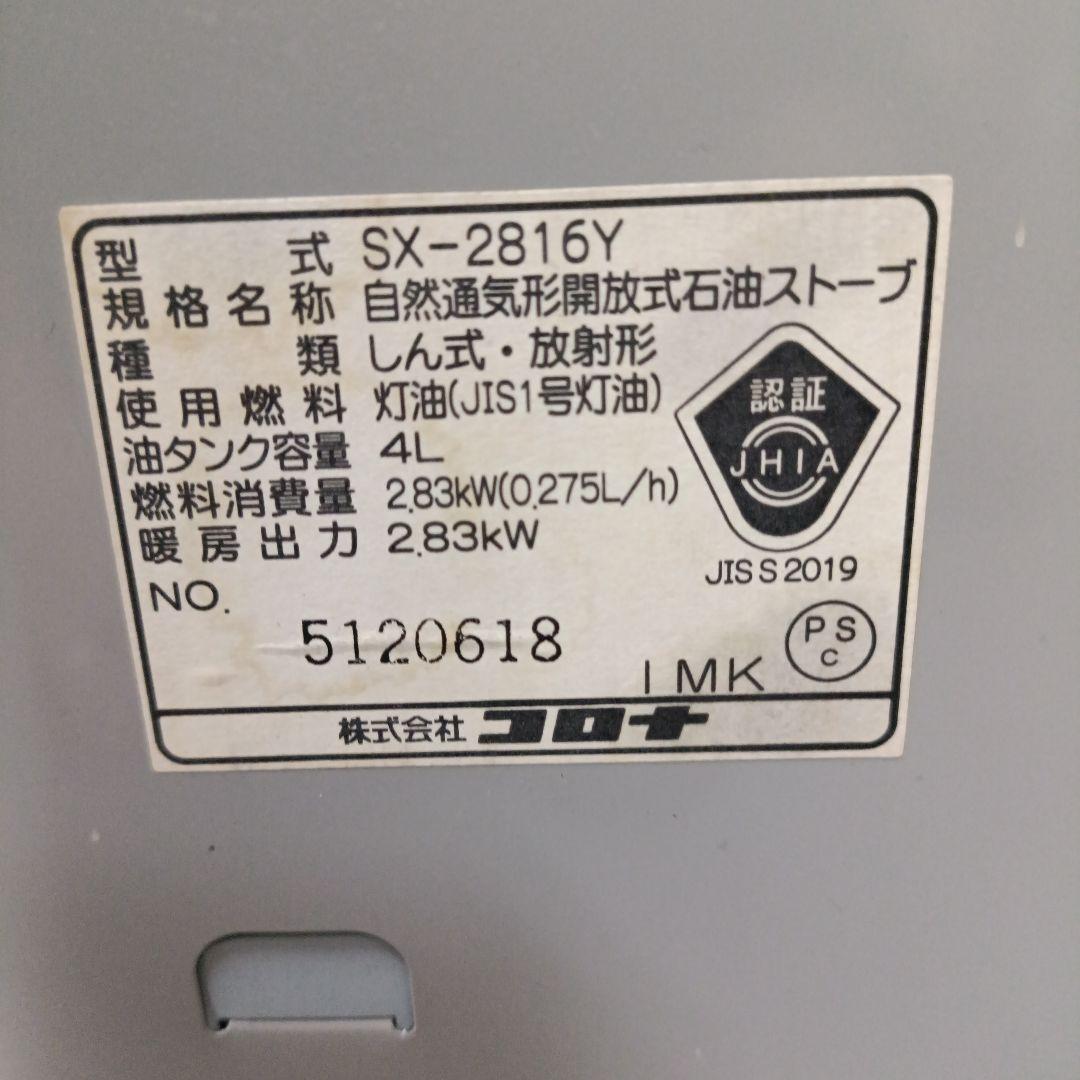 型式 SX-2816Y
規格名称 自然通気形開放式石油ストーブ
種類 しん式・放射形
使用燃料 灯油(JIS1号灯油)
油タンク容量 4L
燃料消費量 2.83kW(0.275L/h)
暖房出力 2.83kW
認証
JHIA
JIS S 2019
NO.
5120618
1MK
PS
C
株式会社 コロナ